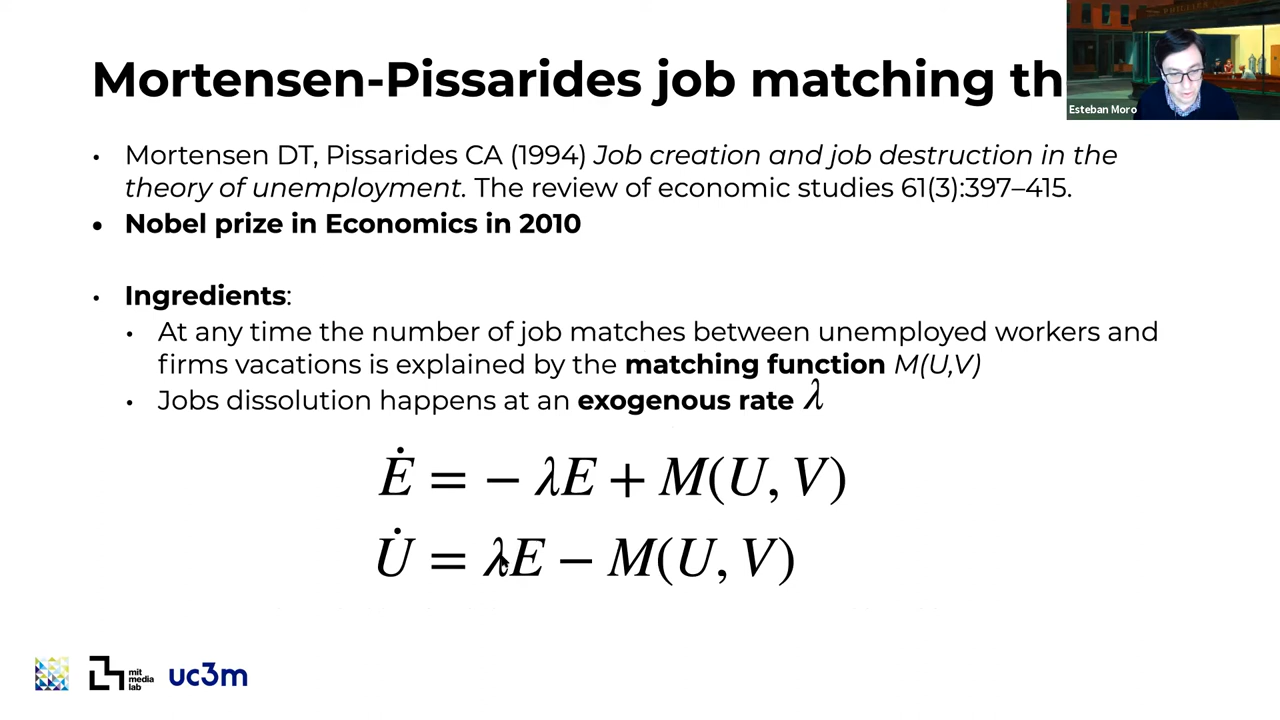 Mortensen-Pissarides job matching th
Esteban Moro
• Mortensen DT, Pissarides CA (1994) Job creation and job destruction in the
theory of unemployment. The review of economic studies 61(3):397–415.
• Nobel prize in Economics in 2010
• Ingredients:
• At any time the number of job matches between unemployed workers and
firms vacations is explained by the matching function M(U,V)
• Jobs dissolution happens at an exogenous rate λ
Ė = − λE + M(U, V)
U̇ = λE − M(U, V)
mit
media
lab
uc3m